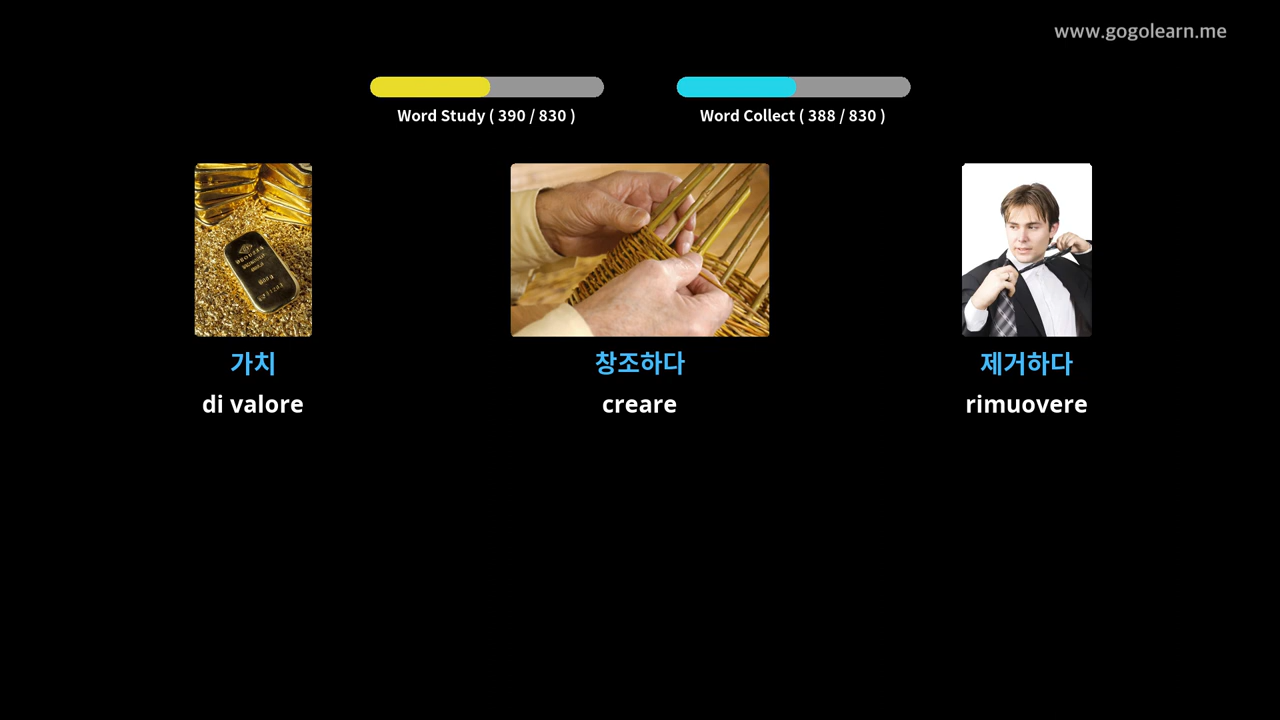 www.gogolearn.me
Word Study ( 390 / 830 )
Word Collect ( 388 / 830 )
가치
창조하다
제거하다
di valore
creare
rimuovere